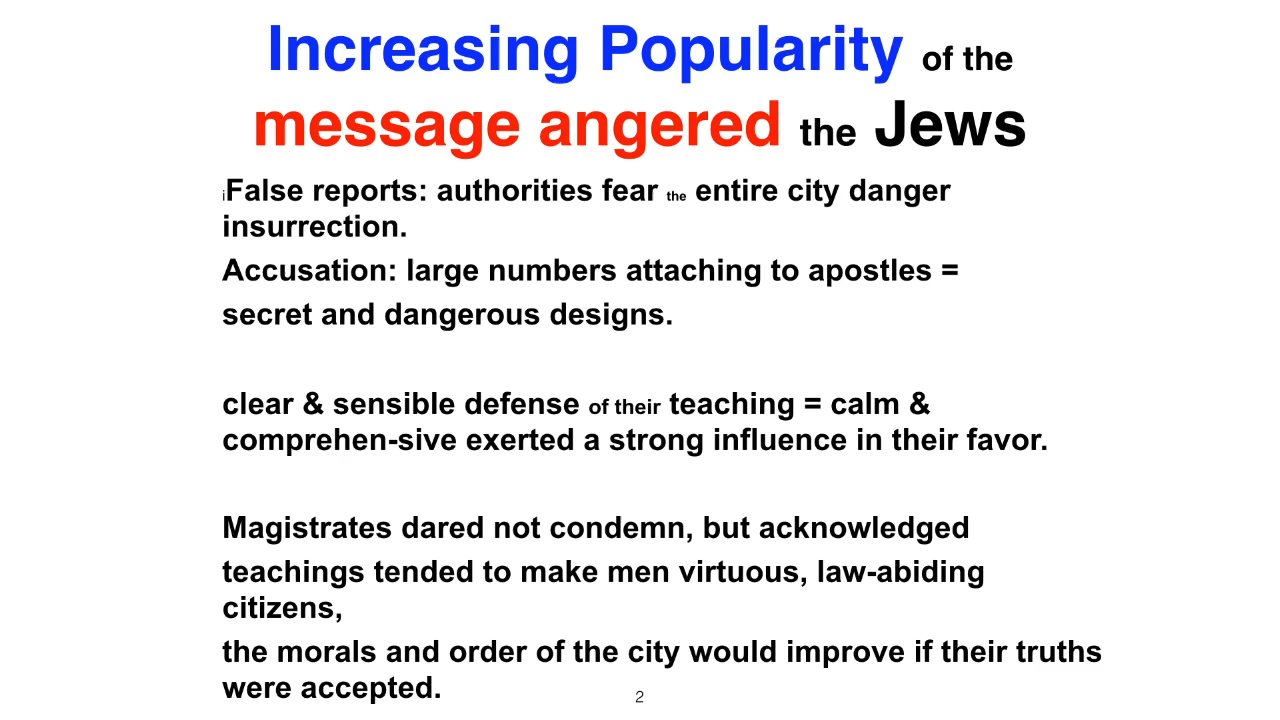 Increasing Popularity of the
message angered the Jews
iFalse reports: authorities fear the entire city danger
insurrection.
Accusation: large numbers attaching to apostles =
secret and dangerous designs.
clear & sensible defense of their teaching = calm &
comprehen-sive exerted a strong influence in their favor.
Magistrates dared not condemn, but acknowledged
teachings tended to make men virtuous, law-abiding
citizens,
the morals and order of the city would improve if their truths
were accepted.
2